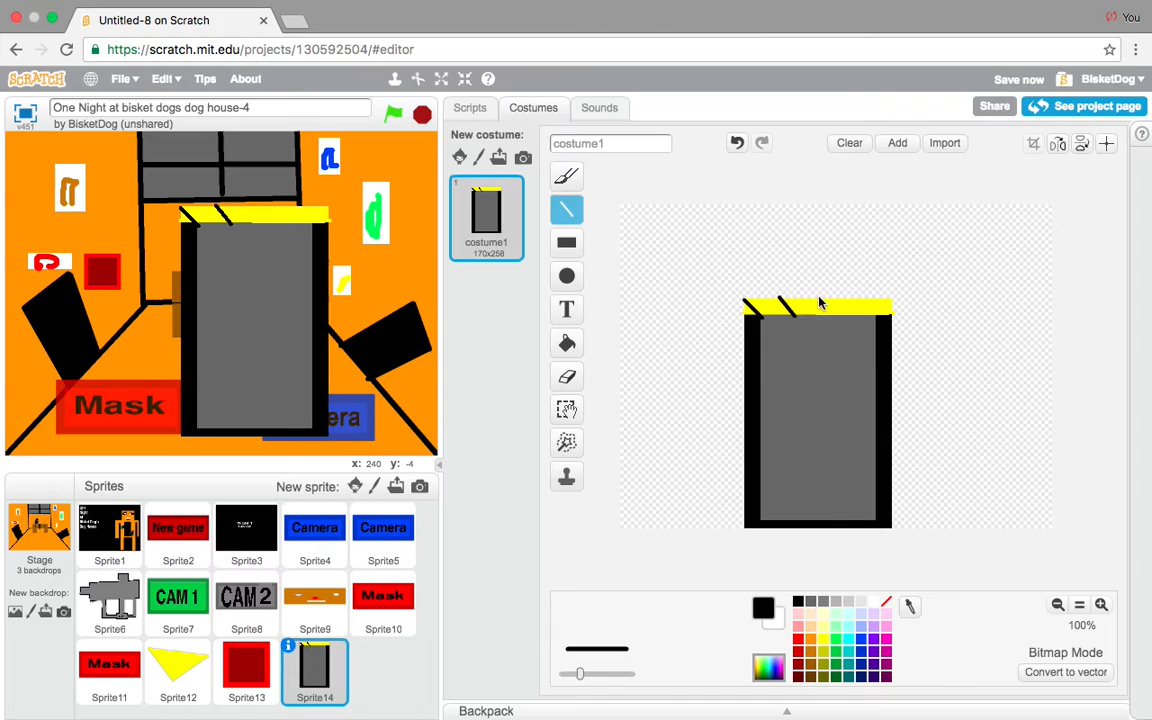 Untitled-8 on Scratch
You
https://scratch.mit.edu/projects/130592504/#editor
SCRATCH
File
Edit
Tips
About
Save now
BisketDog
v451
One Night at bisket dogs dog house-4
by BisketDog (unshared)
Scripts
Costumes
Sounds
Share
See project page
New costume:
costume1
Clear
Add
Import
1
costume1
170x258
a
d
c
s
Mask
era
T
x: 240 y: -4
Sprites
New sprite:
Stage
3 backdrops
New backdrop:
New game
Camera
Camera
Sprite1
Sprite2
Sprite3
Sprite4
Sprite5
CAM 1
CAM 2
Mask
Sprite6
Sprite7
Sprite8
Sprite9
Sprite10
Mask
Sprite11
Sprite12
Sprite13
Sprite14
100%
Bitmap Mode
Convert to vector
Backpack